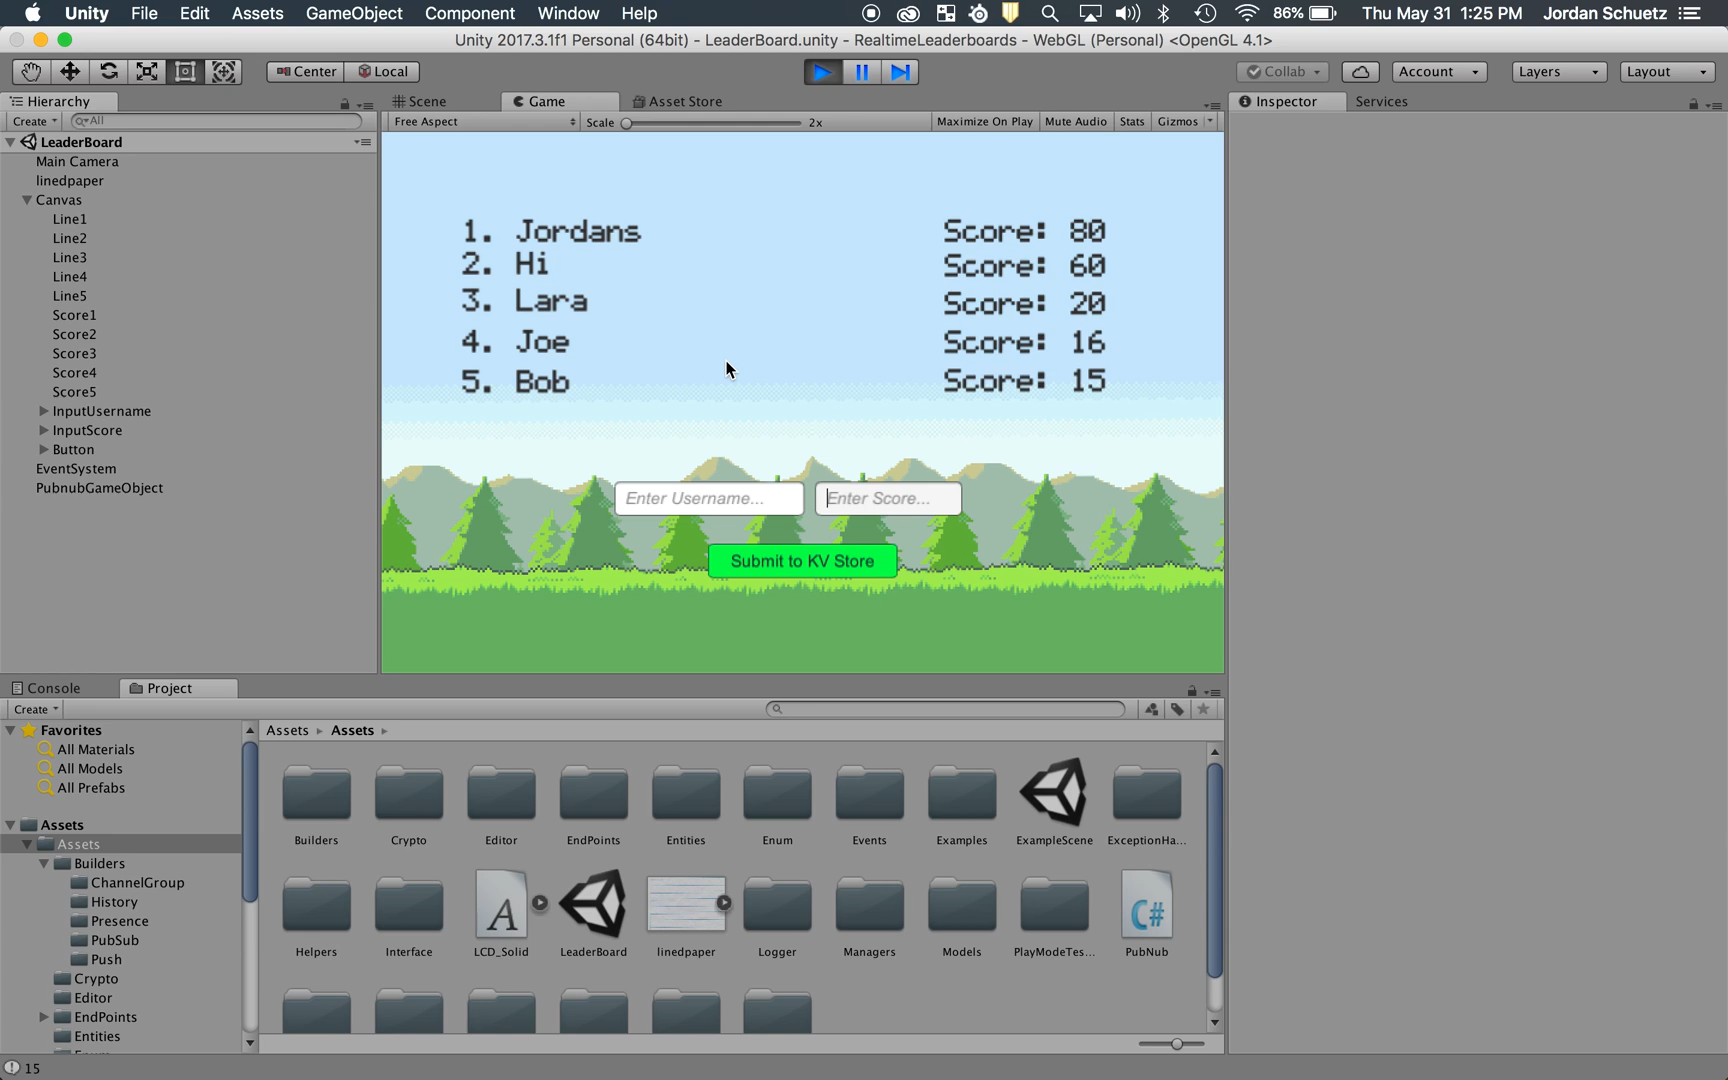 Unity File Edit Assets GameObject Component Window Help 86% Thu May 31 1:25 PM Jordan Schuetz
Unity 2017.3.1f1 Personal (64bit) - LeaderBoard.unity - RealtimeLeaderboards - WebGL (Personal) <OpenGL 4.1>
Center Local Collab Account Layers Layout
Hierarchy Scene Game Asset Store Inspector Services
Create All Free Aspect Scale 2x Maximize On Play Mute Audio Stats Gizmos
LeaderBoard
Main Camera
linedpaper
Canvas
Line1
Line2
Line3
Line4
Line5
Score1
Score2
Score3
Score4
Score5
InputUsername
InputScore
Button
EventSystem
PubnubGameObject
1. Jordans Score: 80
2. Hi Score: 60
3. Lara Score: 20
4. Joe Score: 16
5. Bob Score: 15
Enter Username... Enter Score...
Submit to KV Store
Console Project
Create
Favorites
All Materials
All Models
All Prefabs
Assets
Assets
Builders
ChannelGroup
History
Presence
PubSub
Push
Crypto
Editor
EndPoints
Entities
Assets Assets
Builders Crypto Editor EndPoints Entities Enum Events Examples ExampleScene ExceptionHa...
A C#
Helpers Interface LCD_Solid LeaderBoard linedpaper Logger Managers Models PlayModeTes... PubNub
15